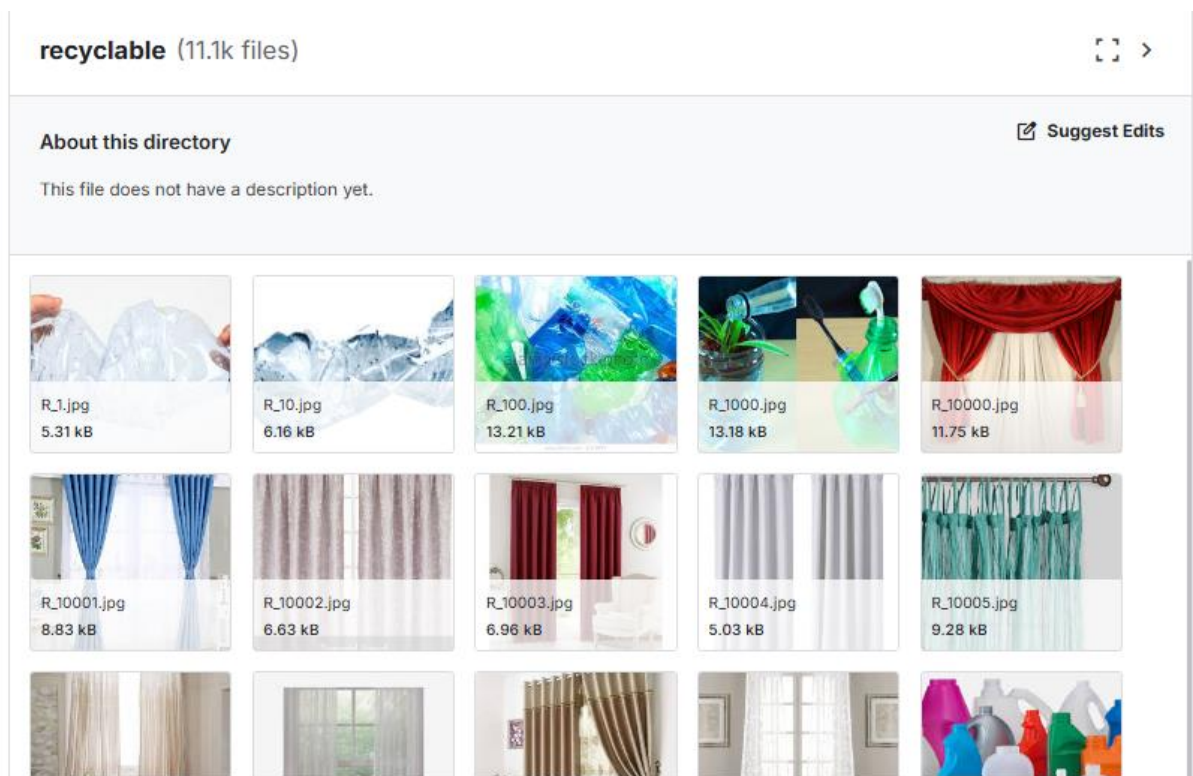 recyclable (11.1k files)
Suggest Edits
About this directory
This file does not have a description yet.
R_1.jpg
5.31 kB
R_10.jpg
6.16 kB
R_100.jpg
13.21 kB
R_1000.jpg
13.18 kB
R_10000.jpg
11.75 kB
R_10001.jpg
8.83 kB
R_10002.jpg
6.63 kB
R_10003.jpg
6.96 kB
R_10004.jpg
5.03 kB
R_10005.jpg
9.28 kB